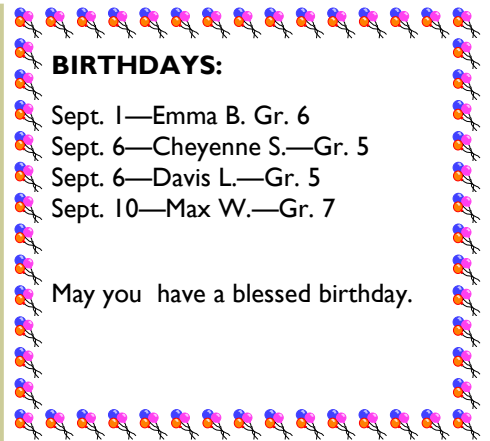 BIRTHDAYS:
Sept. 1—Emma B. Gr. 6
Sept. 6—Cheyenne S.—Gr. 5
Sept. 6—Davis L.—Gr. 5
Sept. 10—Max W.—Gr. 7
May you  have a blessed birthday.